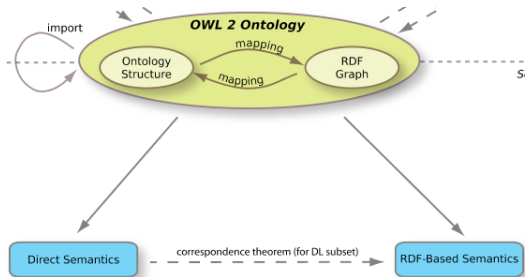 OWL 2 Ontology
import
mapping
Ontology
Structure
RDF
Graph
mapping
Direct Semantics
correspondence theorem (for DL subset)
RDF-Based Semantics